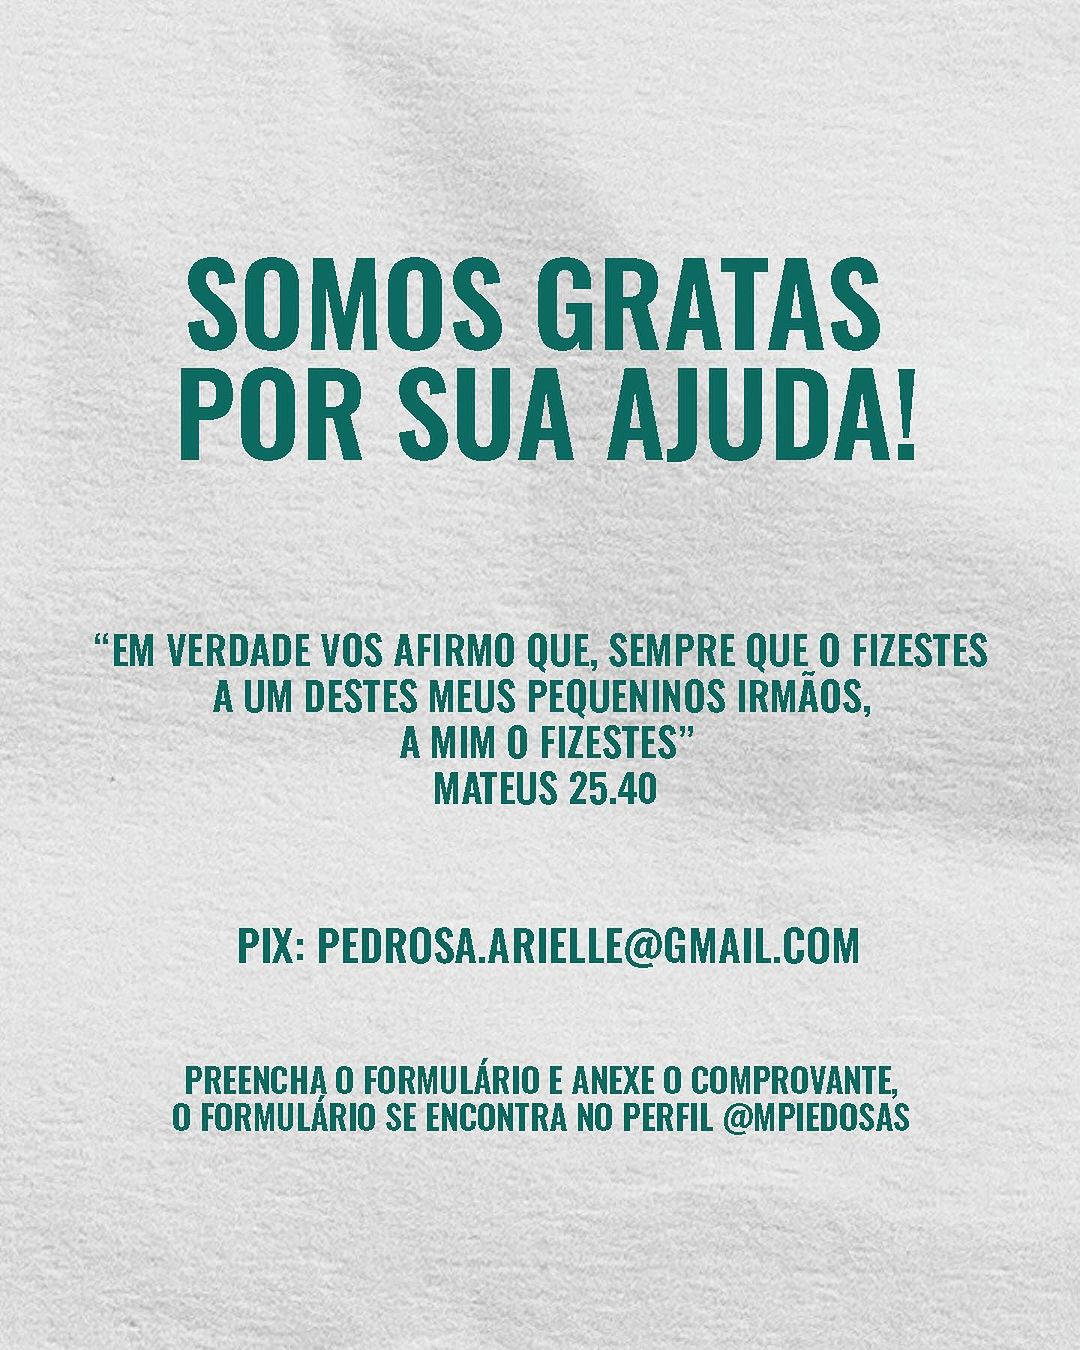 SOMOS GRATAS
POR SUA AJUDA!
“EM VERDADE VOS AFIRMO QUE, SEMPRE QUE O FIZESTES
A UM DESTES MEUS PEQUENINOS IRMÃOS,
A MIM O FIZESTES”
MATEUS 25.40
PIX: PEDROSA.ARIELLE@GMAIL.COM
PREENCHA O FORMULÁRIO E ANEXE O COMPROVANTE,
O FORMULÁRIO SE ENCONTRA NO PERFIL @MPIEDOSAS